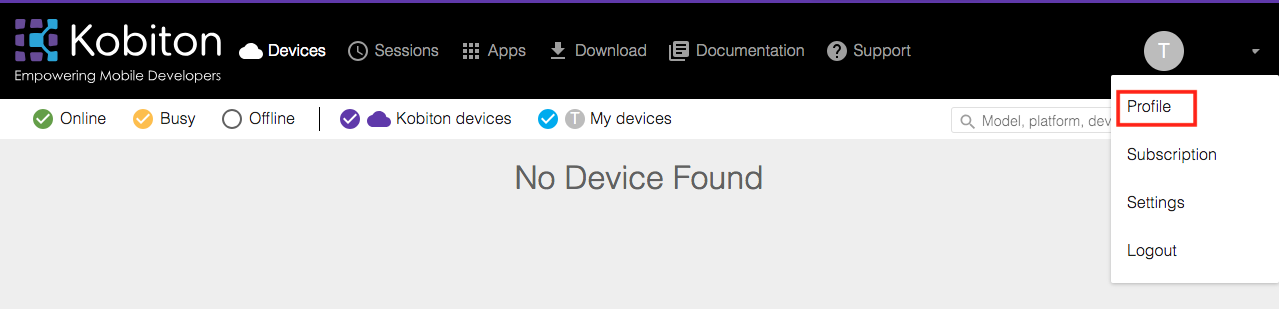 Kobiton
Empowering Mobile Developers
Devices Sessions Apps Download Documentation Support T
Online Busy Offline Kobiton devices T My devices Model, platform, dev
No Device Found
Profile
Subscription
Settings
Logout